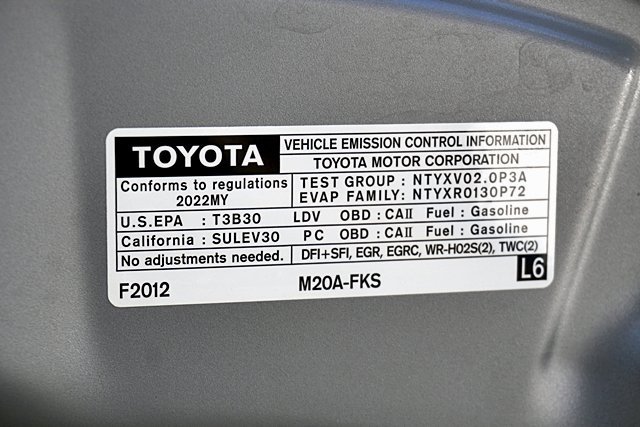 TOYOTA
VEHICLE EMISSION CONTROL INFORMATION
TOYOTA MOTOR CORPORATION
Conforms to regulations
2022MY
TEST GROUP : NTYXV02.0P3A
EVAP FAMILY: NTYXR0130P72
U.S.EPA : T3B30 LDV OBD : CAII Fuel : Gasoline
California : SULEV30 PC OBD : CAII Fuel : Gasoline
No adjustments needed. DFI+SFI, EGR, EGRC, WR-HO2S(2), TWC(2)
F2012 M20A-FKS L6